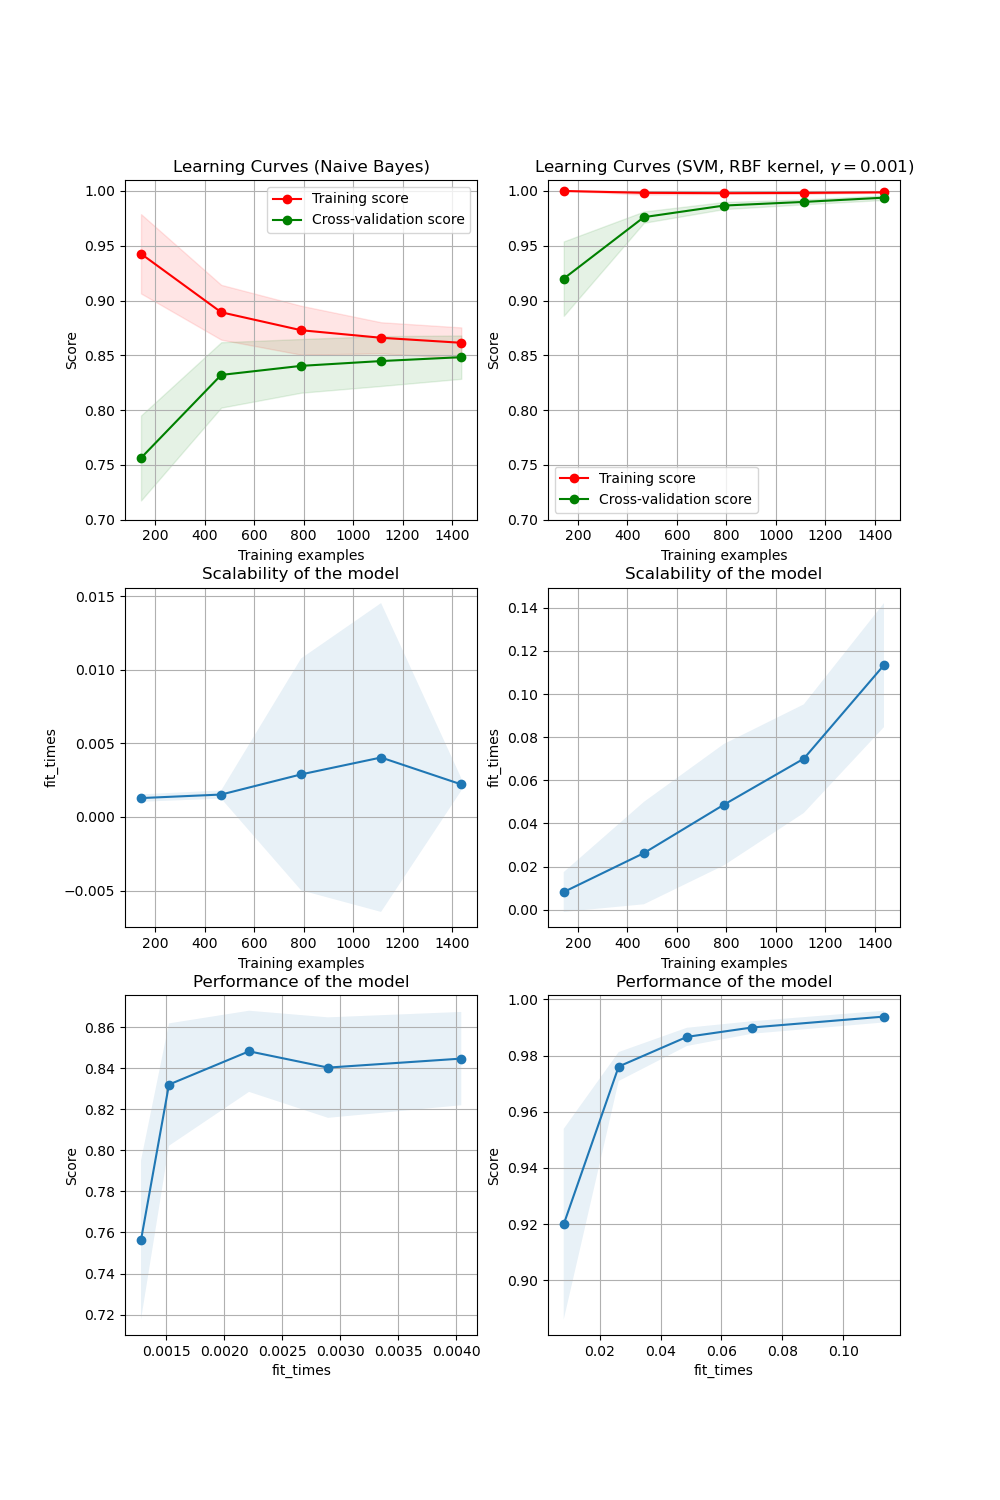 Learning Curves (Naive Bayes)
Learning Curves (SVM, RBF kernel, γ = 0.001)
1.00
0.95
0.90
0.85
0.80
0.75
0.70
Score
Training score
Cross-validation score
200 400 600 800 1000 1200 1400
Training examples
1.00
0.95
0.90
0.85
0.80
0.75
0.70
Score
Training score
Cross-validation score
200 400 600 800 1000 1200 1400
Training examples
Scalability of the model
0.015
0.010
0.005
0.000
−0.005
fit_times
200 400 600 800 1000 1200 1400
Training examples
Scalability of the model
0.14
0.12
0.10
0.08
0.06
0.04
0.02
0.00
fit_times
200 400 600 800 1000 1200 1400
Training examples
Performance of the model
0.86
0.84
0.82
0.80
0.78
0.76
0.74
0.72
Score
0.0015 0.0020 0.0025 0.0030 0.0035 0.0040
fit_times
Performance of the model
1.00
0.98
0.96
0.94
0.92
0.90
Score
0.02 0.04 0.06 0.08 0.10
fit_times